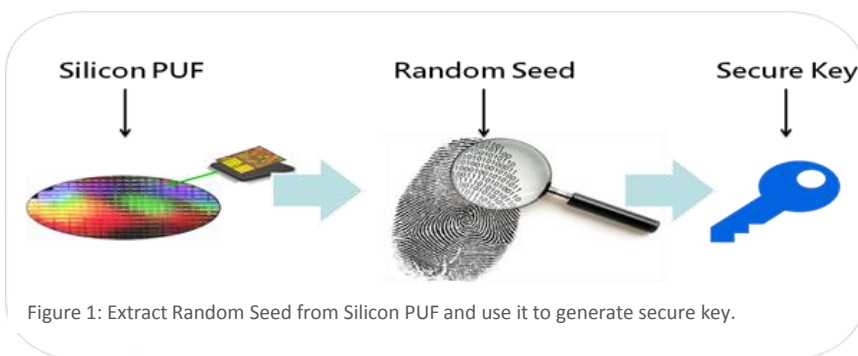 Silicon PUF
Random Seed
Secure Key
Figure 1: Extract Random Seed from Silicon PUF and use it to generate secure key.